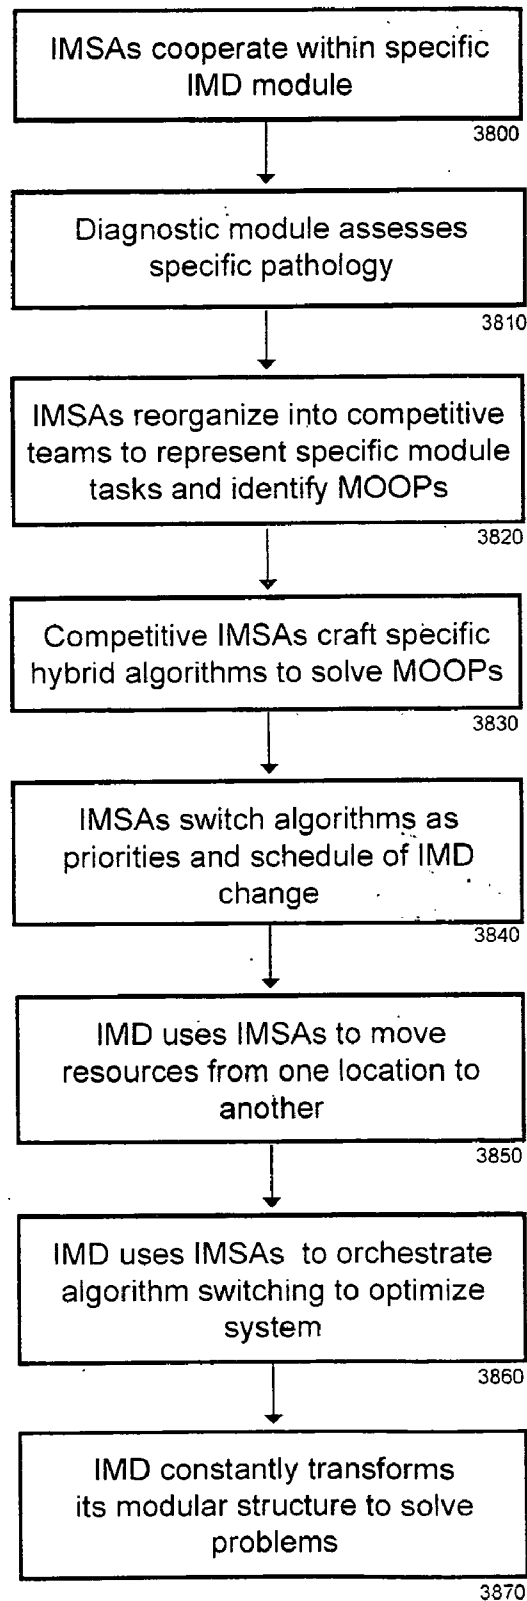 IMSAs cooperate within specific
IMD module
3800
Diagnostic module assesses
specific pathology
3810
IMSAs reorganize into competitive
teams to represent specific module
tasks and identify MOOPs
3820
Competitive IMSAs craft specific
hybrid algorithms to solve MOOPs
3830
IMSAs switch algorithms as
priorities and schedule of IMD
change
3840
IMD uses IMSAs to move
resources from one location to
another
3850
IMD uses IMSAs to orchestrate
algorithm switching to optimize
system
3860
IMD constantly transforms
its modular structure to solve
problems
3870